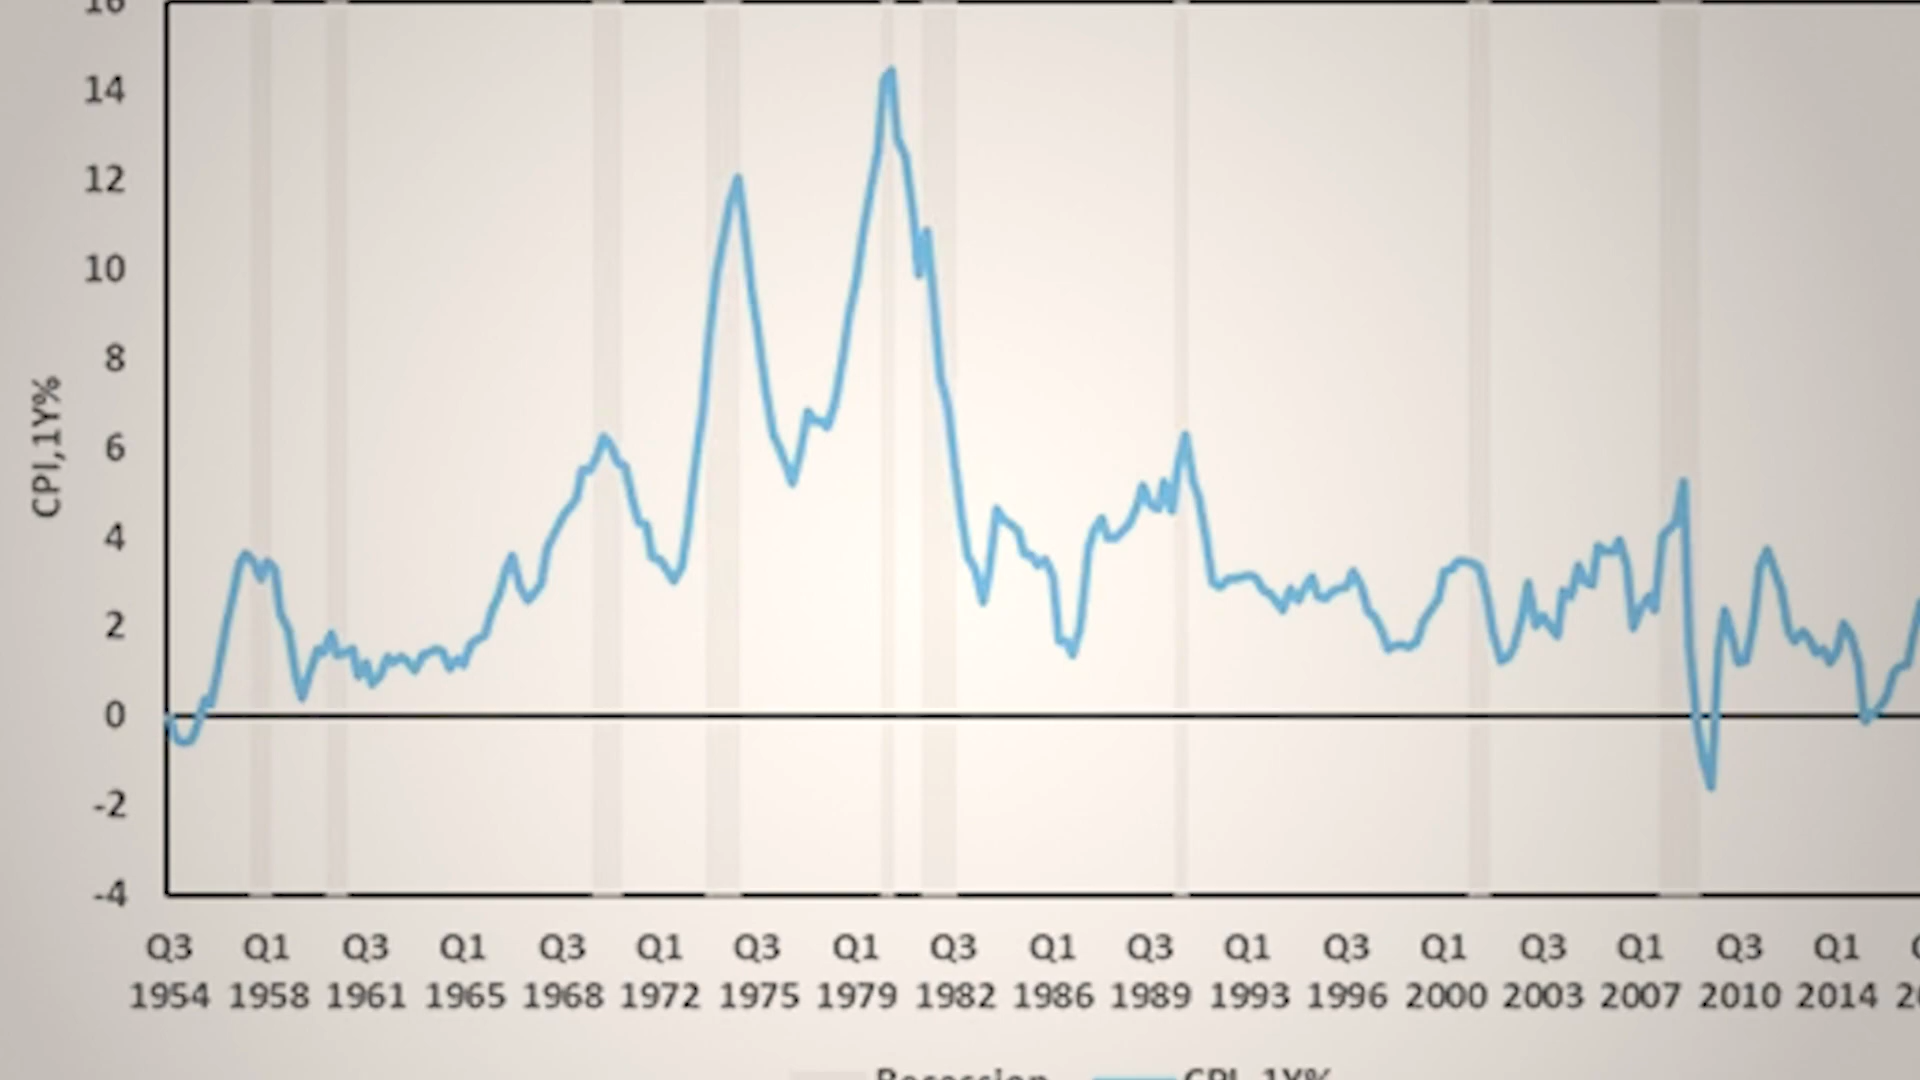 16
14
12
10
8
6
4
2
0
-2
-4
CPI,1Y%
Q3 Q1 Q3 Q1 Q3 Q1 Q3 Q1 Q3 Q1 Q3 Q1 Q3 Q1 Q3 Q1 Q3 Q1
1954 1958 1961 1965 1968 1972 1975 1979 1982 1986 1989 1993 1996 2000 2003 2007 2010 2014
Recession CPI, 1Y%